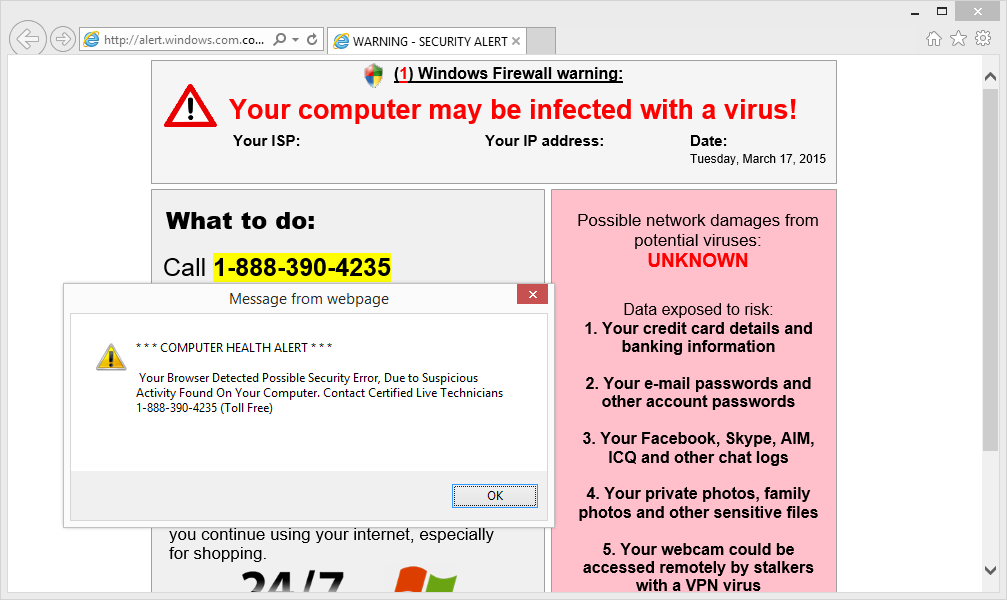 http://alert.windows.com.co...
WARNING - SECURITY ALERT
(1) Windows Firewall warning:
Your computer may be infected with a virus!
Your ISP:
Your IP address:
Date:
Tuesday, March 17, 2015
What to do:
Call 1-888-390-4235
Message from webpage
* * * COMPUTER HEALTH ALERT * * *
Your Browser Detected Possible Security Error, Due to Suspicious
Activity Found On Your Computer. Contact Certified Live Technicians
1-888-390-4235 (Toll Free)
OK
you continue using your internet, especially
for shopping.
24/7
Possible network damages from
potential viruses:
UNKNOWN
Data exposed to risk:
1. Your credit card details and
banking information
2. Your e-mail passwords and
other account passwords
3. Your Facebook, Skype, AIM,
ICQ and other chat logs
4. Your private photos, family
photos and other sensitive files
5. Your webcam could be
accessed remotely by stalkers
with a VPN virus